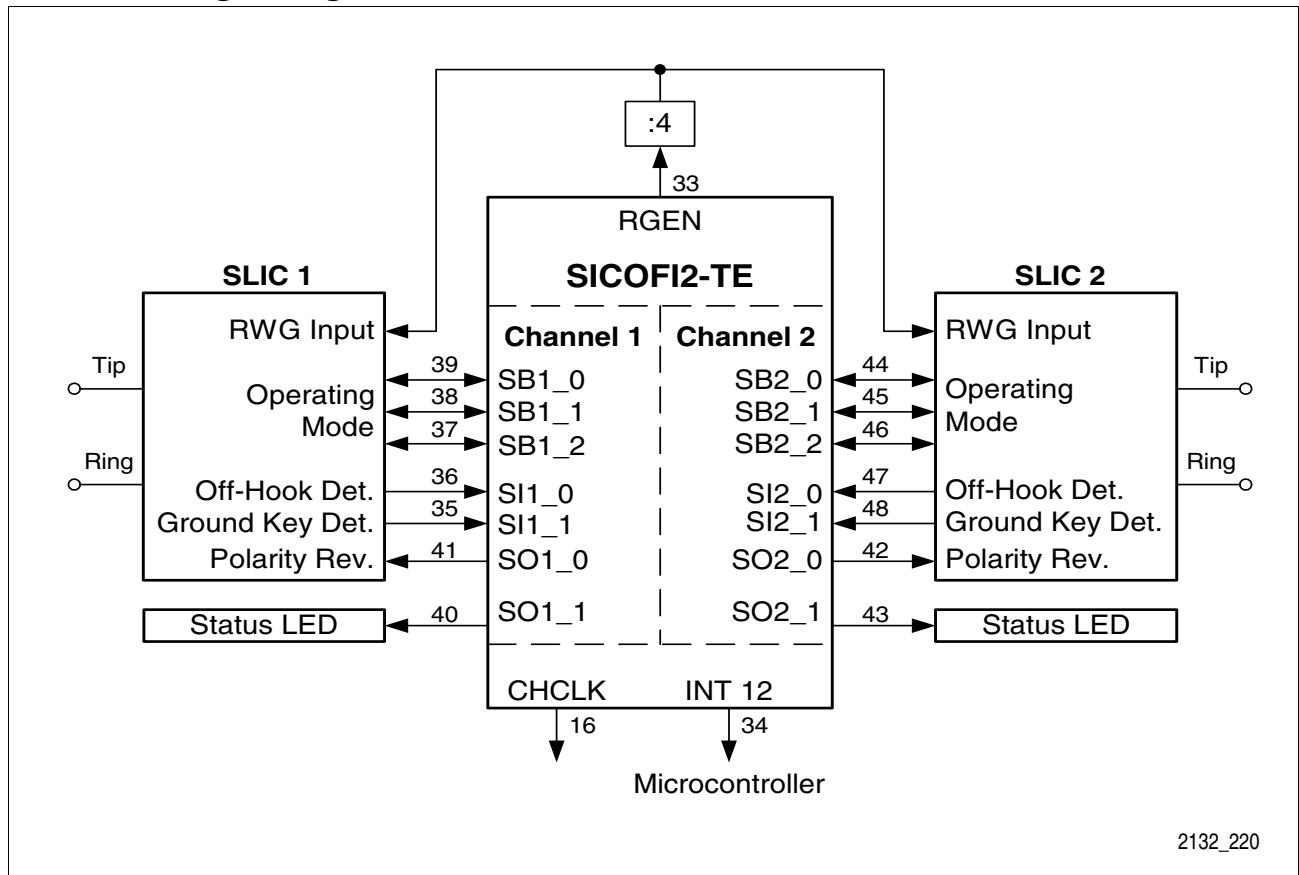 :4
33
RGEN
SICOFI2-TE
SLIC 1
SLIC 2
RWG Input
Channel 1
Channel 2
RWG Input
Tip
Operating
Mode
39
SB1_0
38
SB1_1
37
SB1_2
SB2_0
44
SB2_1
45
SB2_2
46
Operating
Mode
Tip
Ring
Off-Hook Det.
36
SI1_0
Ground Key Det.
35
SI1_1
Polarity Rev.
41
SO1_0
SI2_0
47
Off-Hook Det.
SI2_1
48
Ground Key Det.
SO2_0
42
Polarity Rev.
Ring
Status LED
40
SO1_1
SO2_1
43
Status LED
CHCLK
INT 12
16
34
Microcontroller
2132_220